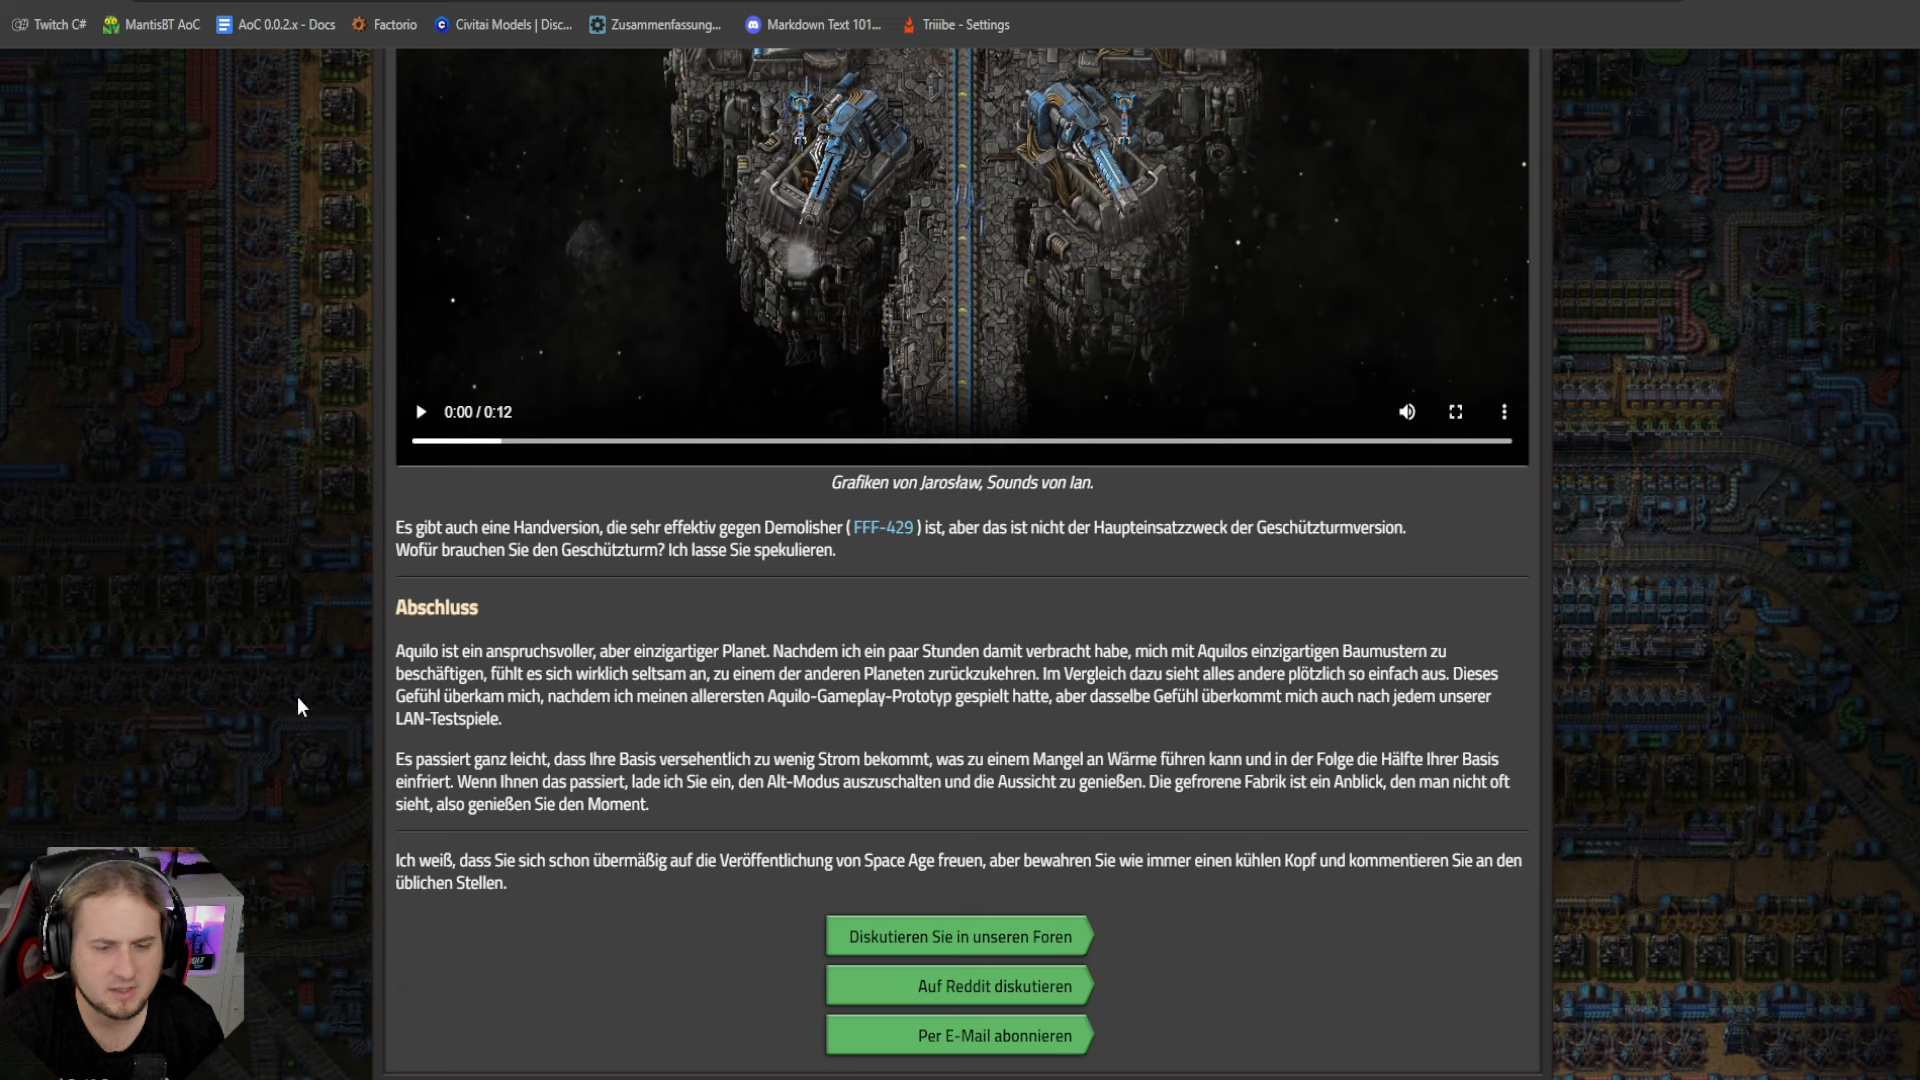 Twitch C# MantisBT AoC AoC 0.0.2.x - Docs Factorio Civitai Models | Disc... Zusammenfassung... Markdown Text 101... Triiibe - Settings
0:00 / 0:12
Grafiken von Jarosław, Sounds von Ian.
Es gibt auch eine Handversion, die sehr effektiv gegen Demolisher ( FFF-429 ) ist, aber das ist nicht der Haupteinsatzzweck der Geschützturmversion.
Wofür brauchen Sie den Geschützturm? Ich lasse Sie spekulieren.
Abschluss
Aquilo ist ein anspruchsvoller, aber einzigartiger Planet. Nachdem ich ein paar Stunden damit verbracht habe, mich mit Aquilos einzigartigen Baumustern zu
beschäftigen, fühlt es sich wirklich seltsam an, zu einem der anderen Planeten zurückzukehren. Im Vergleich dazu sieht alles andere plötzlich so einfach aus. Dieses
Gefühl überkam mich, nachdem ich meinen allerersten Aquilo-Gameplay-Prototyp gespielt hatte, aber dasselbe Gefühl überkommt mich auch nach jedem unserer
LAN-Testspiele.
Es passiert ganz leicht, dass Ihre Basis versehentlich zu wenig Strom bekommt, was zu einem Mangel an Wärme führen kann und in der Folge die Hälfte Ihrer Basis
einfriert. Wenn Ihnen das passiert, lade ich Sie ein, den Alt-Modus auszuschalten und die Aussicht zu genießen. Die gefrorene Fabrik ist ein Anblick, den man nicht oft
sieht, also genießen Sie den Moment.
Ich weiß, dass Sie sich schon übermäßig auf die Veröffentlichung von Space Age freuen, aber bewahren Sie wie immer einen kühlen Kopf und kommentieren Sie an den
üblichen Stellen.
Diskutieren Sie in unseren Foren
Auf Reddit diskutieren
Per E-Mail abonnieren